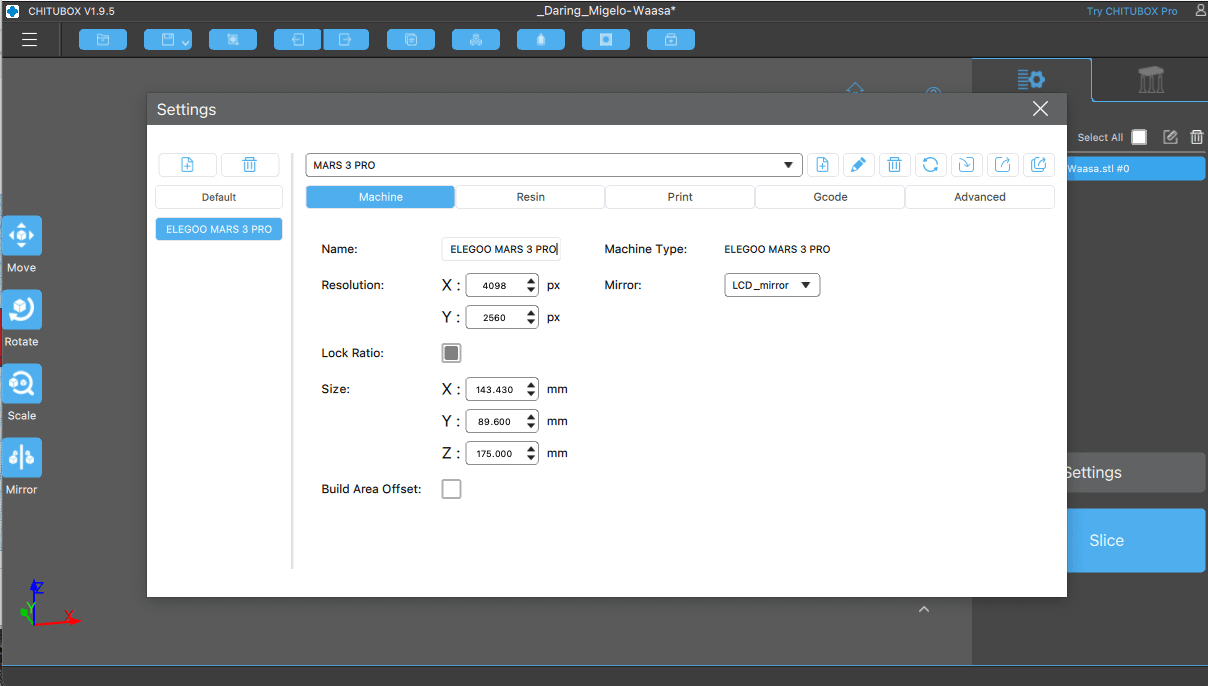 CHITUBOX V1.9.5
_Daring_Migelo-Waasa*
Try CHITUBOX Pro
Settings
Select All
Waasa.stl #0
MARS 3 PRO
Default
Machine
Resin
Print
Gcode
Advanced
ELEGOO MARS 3 PRO
Name:
ELEGOO MARS 3 PRO
Machine Type:
ELEGOO MARS 3 PRO
Resolution:
X :
4098
px
Mirror:
LCD_mirror
Y :
2560
px
Lock Ratio:
Size:
X :
143.430
mm
Y :
89.600
mm
Z :
175.000
mm
Build Area Offset:
Move
Rotate
Scale
Mirror
Settings
Slice
Z
Y
X